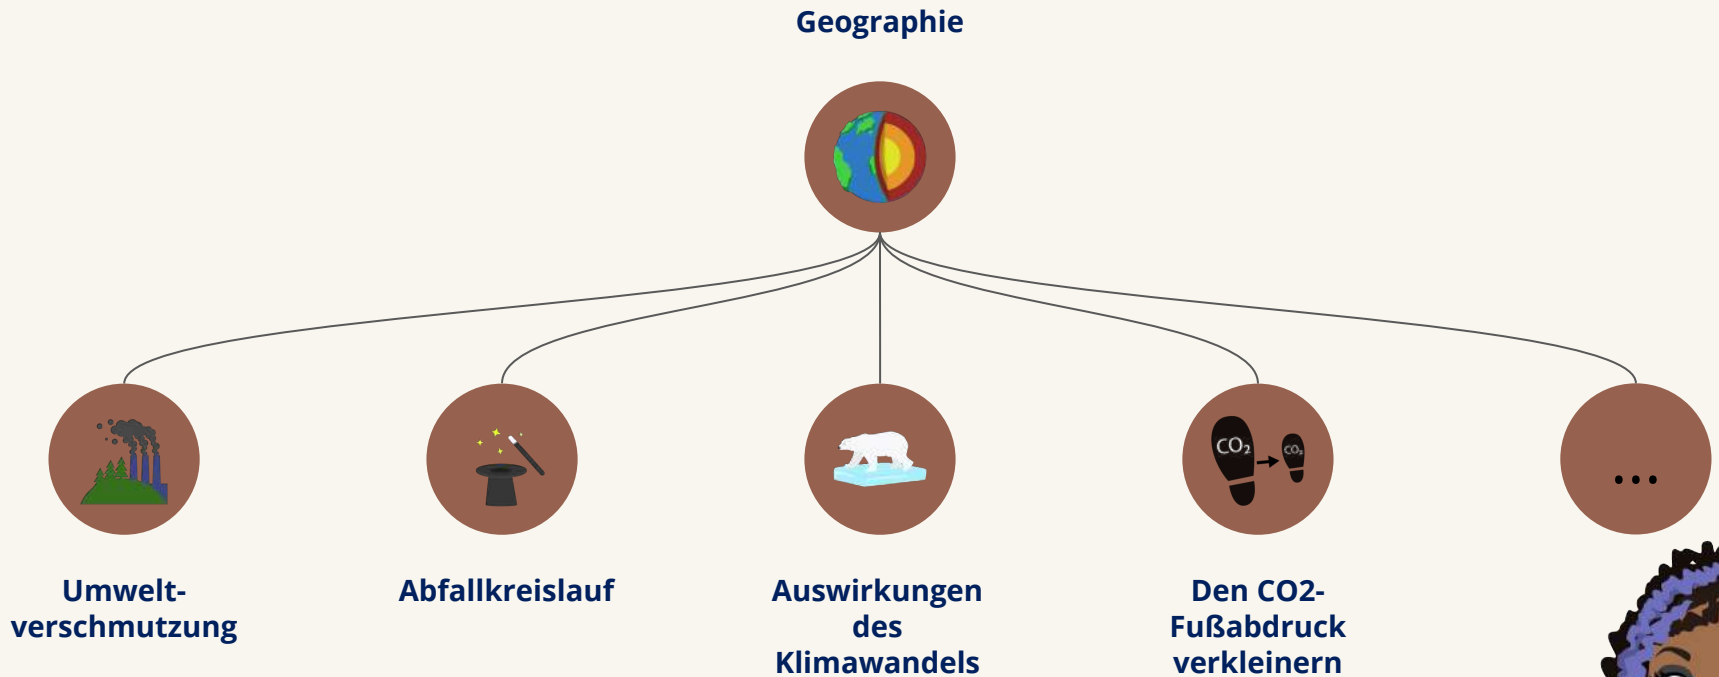 Geographie
CO₂
CO₂
...
Umwelt-
verschmutzung
Abfallkreislauf
Auswirkungen
des
Klimawandels
Den CO2-
Fußabdruck
verkleinern